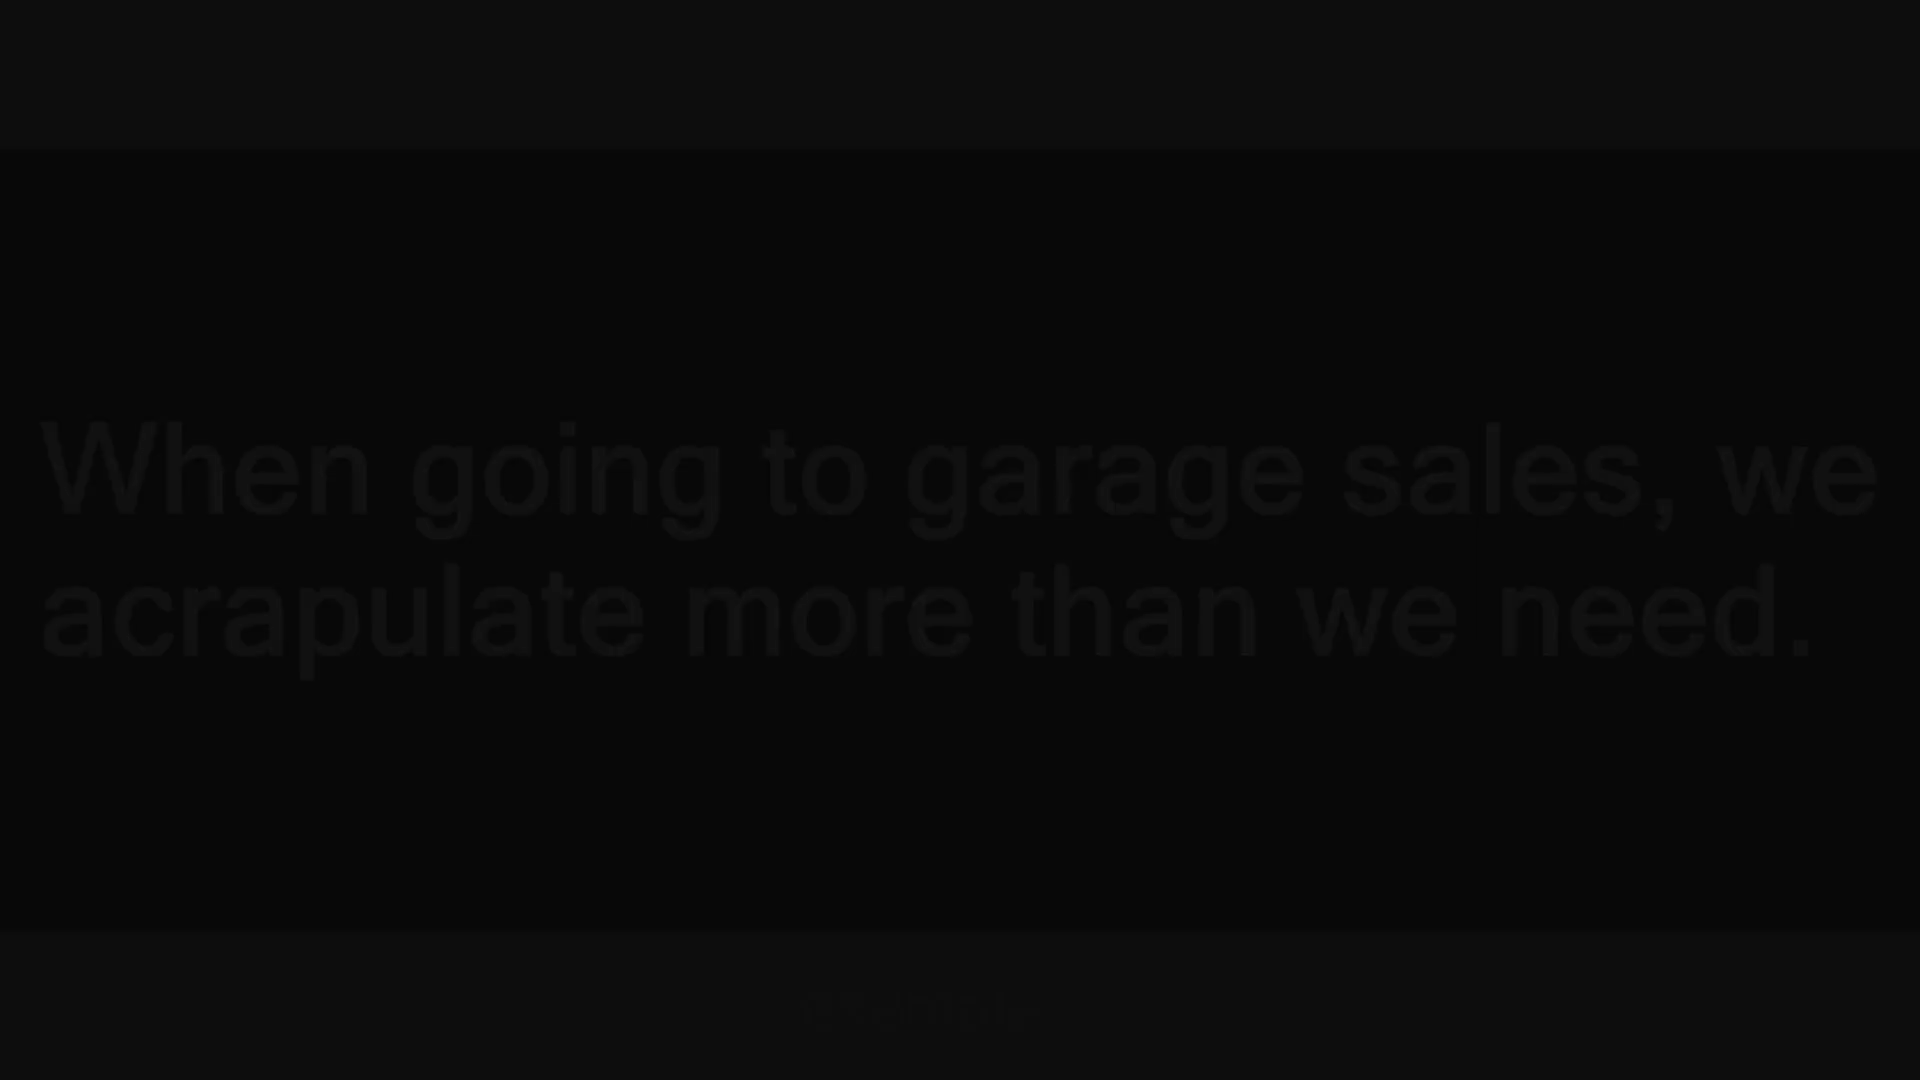 When going to garage sales, we
acrapulate more than we need.